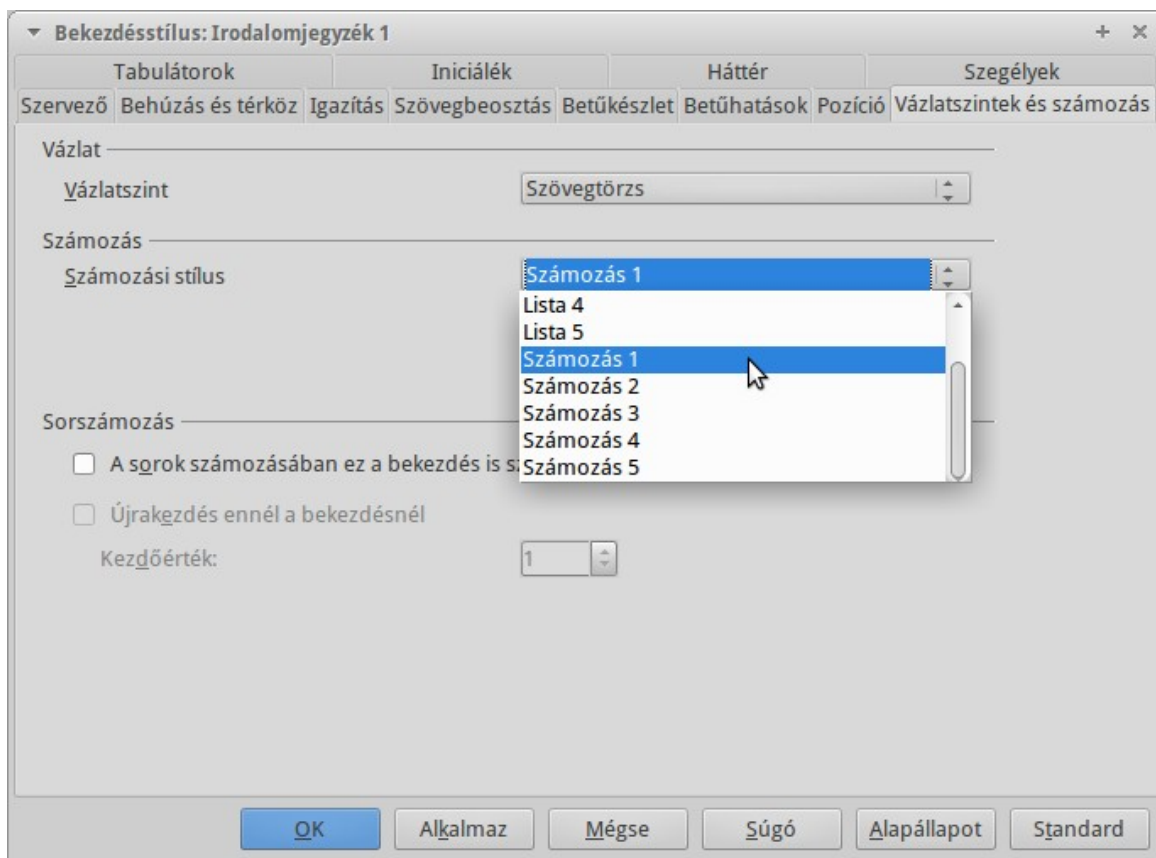 Bekezdésstílus: Irodalomjegyzék 1
Tabulátorok Iniciálék Háttér Szegélyek
Szervező Behúzás és térköz Igazítás Szövegbeosztás Betűkészlet Betűhatások Pozíció Vázlatszintek és számozás
Vázlat
Vázlatszint Szövegtörzs
Számozás
Számozási stílus Számozás 1
Lista 4
Lista 5
Számozás 1
Számozás 2
Számozás 3
Számozás 4
Számozás 5
Sorszámozás
A sorok számozásában ez a bekezdés is
Újrakezdés ennél a bekezdésnél
Kezdőérték: 1
OK Alkalmaz Mégse Súgó Alapállapot Standard